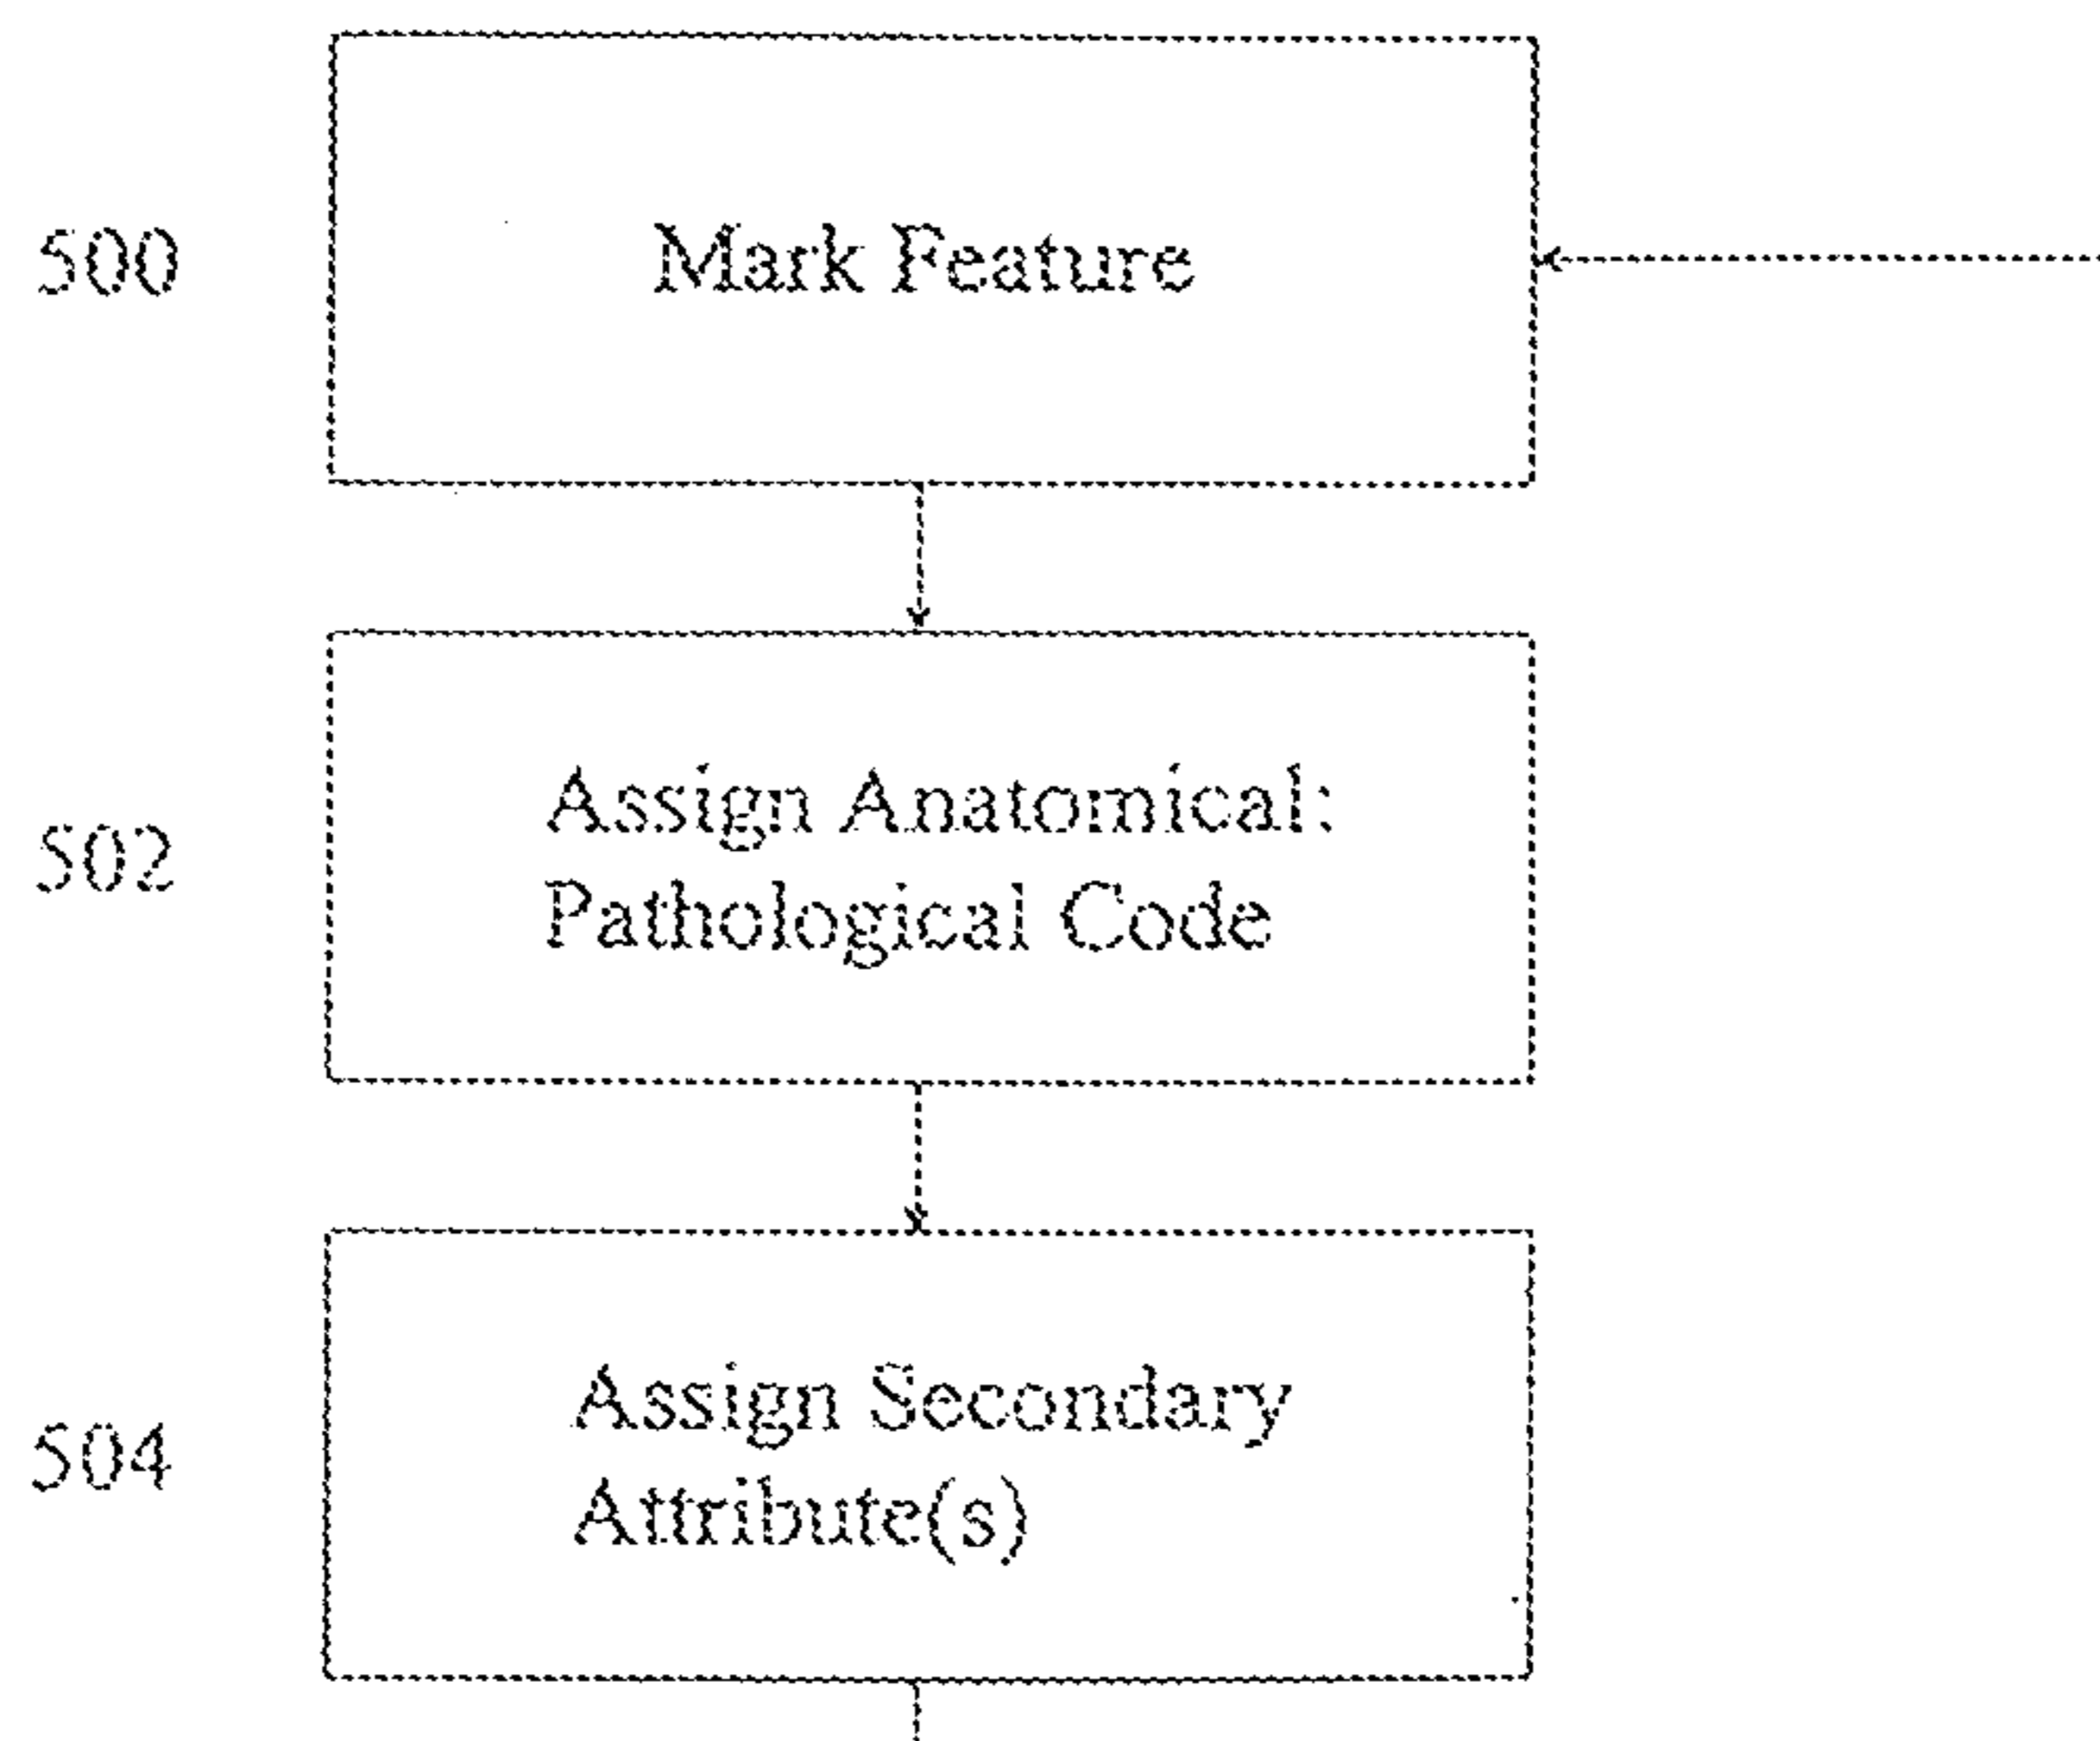 500
Mark Feature
502
Assign Anatomical:
Pathological Code
504
Assign Secondary
Attribute(s)